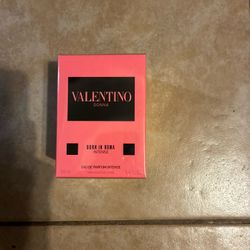 VALENTINO
DONNA
BORN IN ROMA
INTENSE
EAU DE PARFUM INTENSE